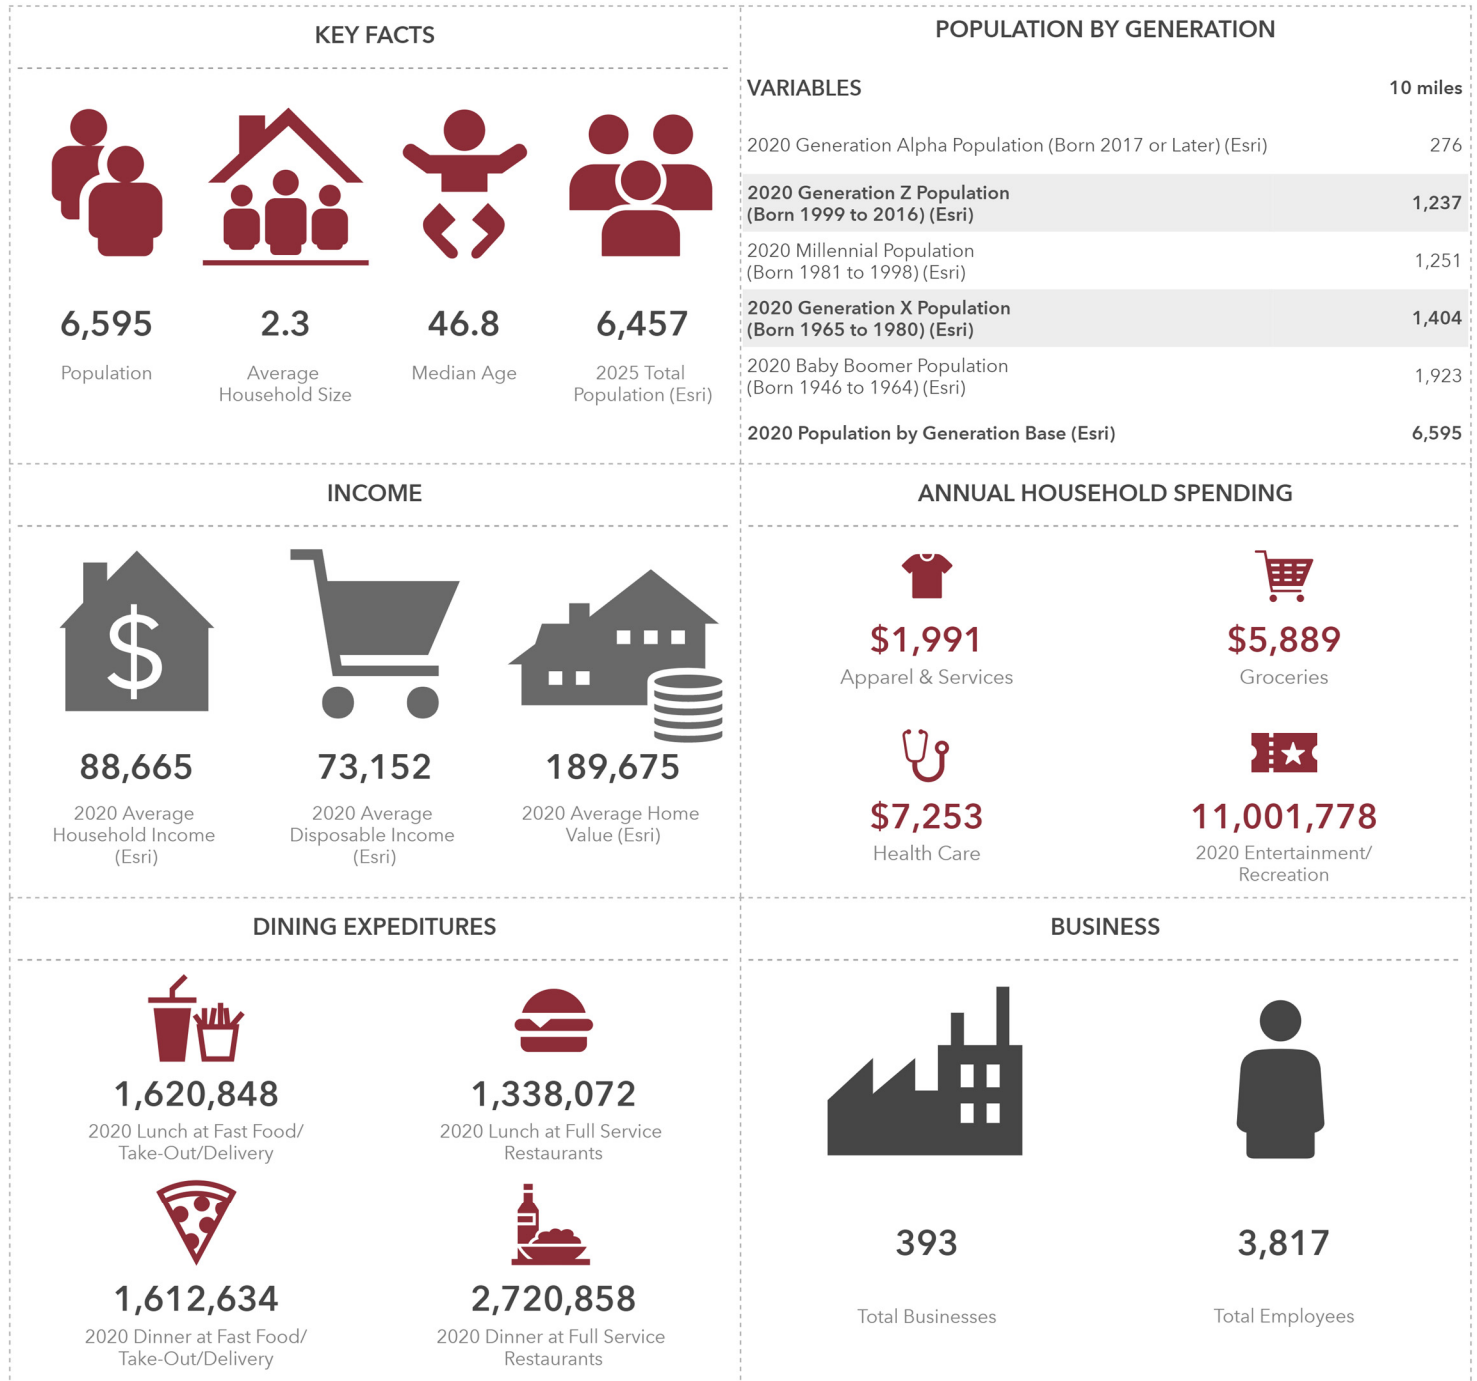 KEY FACTS
6,595
Population
2.3
Average
Household Size
46.8
Median Age
6,457
2025 Total
Population (Esri)
POPULATION BY GENERATION
VARIABLES 10 miles
2020 Generation Alpha Population (Born 2017 or Later) (Esri) 276
2020 Generation Z Population
(Born 1999 to 2016) (Esri)
1,237
2020 Millennial Population
(Born 1981 to 1998) (Esri)
1,251
2020 Generation X Population
(Born 1965 to 1980) (Esri)
1,404
2020 Baby Boomer Population
(Born 1946 to 1964) (Esri)
1,923
2020 Population by Generation Base (Esri) 6,595
INCOME
$
88,665
2020 Average
Household Income
(Esri)
73,152
2020 Average
Disposable Income
(Esri)
189,675
2020 Average Home
Value (Esri)
ANNUAL HOUSEHOLD SPENDING
$1,991
Apparel & Services
$5,889
Groceries
$7,253
Health Care
11,001,778
2020 Entertainment/
Recreation
DINING EXPEDITURES
1,620,848
2020 Lunch at Fast Food/
Take-Out/Delivery
1,338,072
2020 Lunch at Full Service
Restaurants
1,612,634
2020 Dinner at Fast Food/
Take-Out/Delivery
2,720,858
2020 Dinner at Full Service
Restaurants
BUSINESS
393
Total Businesses
3,817
Total Employees